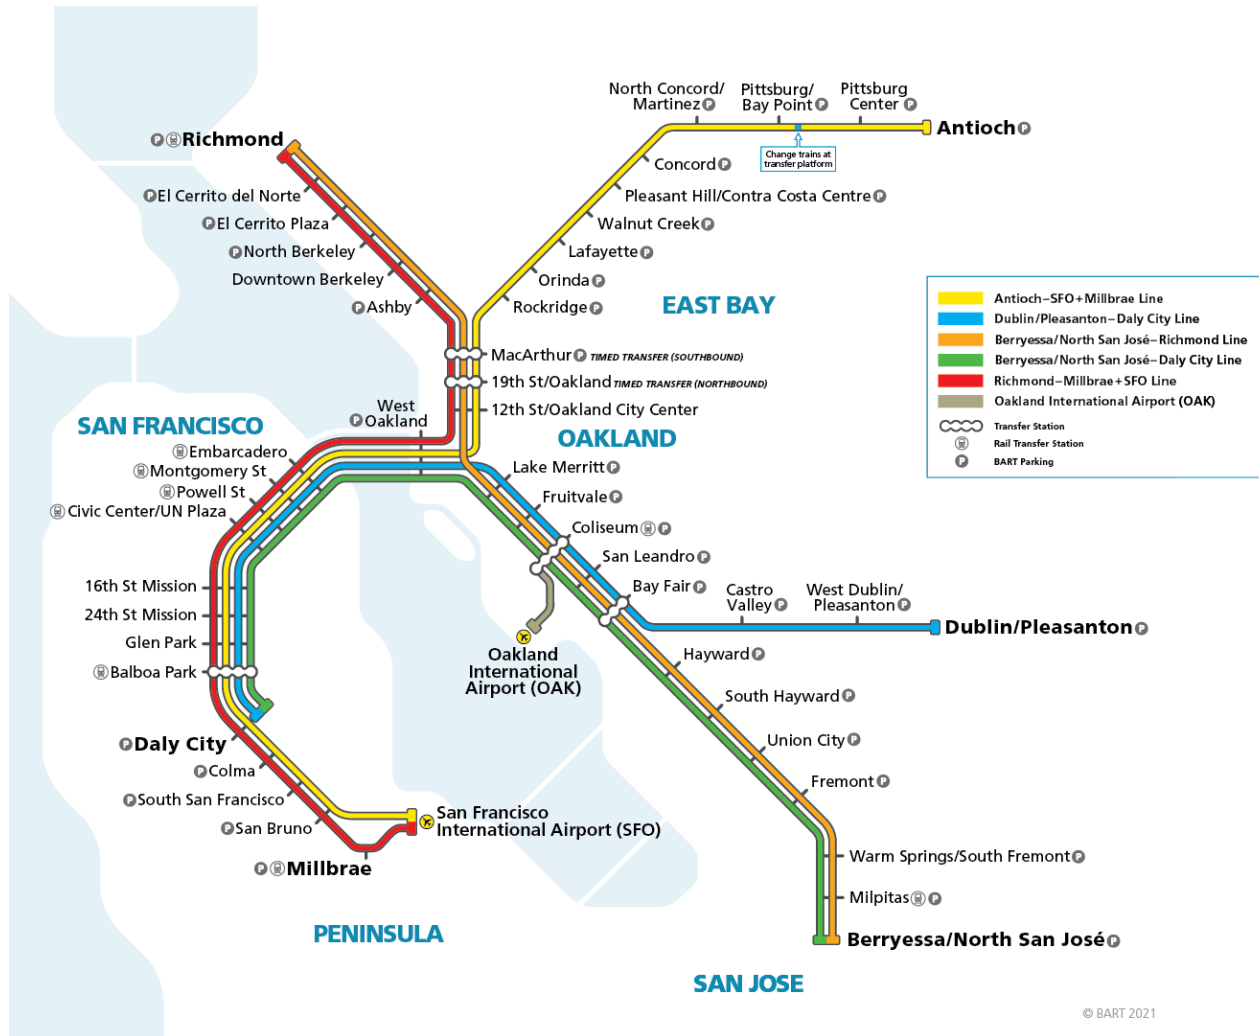 North Concord/
Martinez P
Pittsburg/
Bay Point P
Pittsburg
Center P
Antioch P
Change trains at
transfer platform
P Richmond
Concord P
P El Cerrito del Norte
Pleasant Hill/Contra Costa Centre P
P El Cerrito Plaza
Walnut Creek P
P North Berkeley
Lafayette P
Downtown Berkeley
Orinda P
P Ashby
Rockridge P
EAST BAY
MacArthur P TIMED TRANSFER (SOUTHBOUND)
19th St/Oakland TIMED TRANSFER (NORTHBOUND)
12th St/Oakland City Center
West
P Oakland
SAN FRANCISCO
OAKLAND
Embarcadero
Montgomery St
Powell St
Civic Center/UN Plaza
Lake Merritt P
Fruitvale P
Coliseum P
San Leandro P
Bay Fair P
Castro
Valley P
West Dublin/
Pleasanton P
Dublin/Pleasanton P
16th St Mission
24th St Mission
Glen Park
Balboa Park
Oakland
International
Airport (OAK)
Hayward P
South Hayward P
Union City P
Fremont P
P Daly City
P Colma
P South San Francisco
P San Bruno
San Francisco
International Airport (SFO)
P Millbrae
Warm Springs/South Fremont P
Milpitas P
Berryessa/North San José P
PENINSULA
SAN JOSE
Antioch–SFO+Millbrae Line
Dublin/Pleasanton–Daly City Line
Berryessa/North San José–Richmond Line
Berryessa/North San José–Daly City Line
Richmond–Millbrae+SFO Line
Oakland International Airport (OAK)
Transfer Station
Rail Transfer Station
P BART Parking
© BART 2021